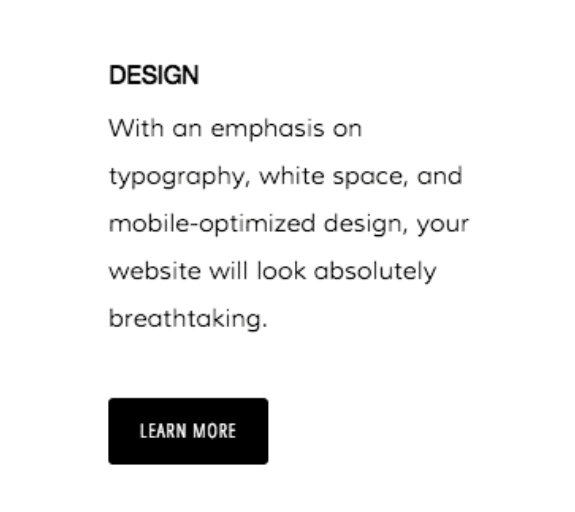 DESIGN
With an emphasis on
typography, white space, and
mobile-optimized design, your
website will look absolutely
breathtaking.
LEARN MORE